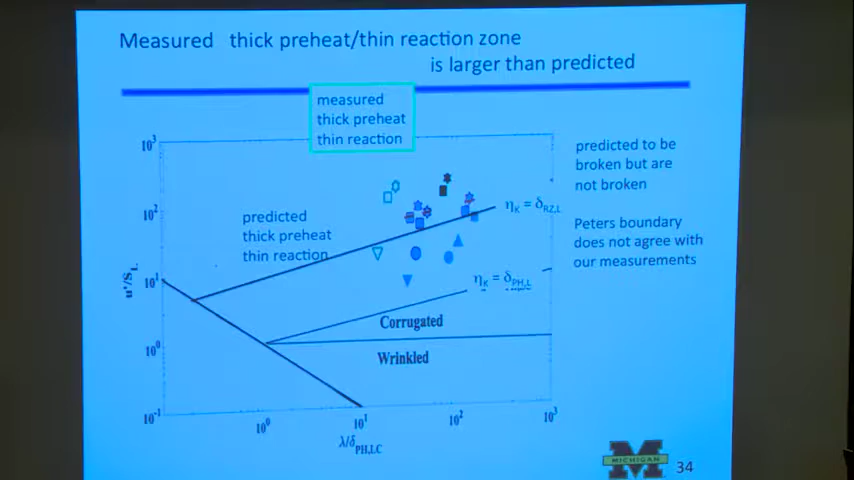 Measured thick preheat/thin reaction zone
is larger than predicted
measured
thick preheat
thin reaction
predicted to be
broken but are
not broken
Peters boundary
does not agree with
our measurements
predicted
thick preheat
thin reaction
η_K = δ_RZ,L
η_K = δ_PH,L
Corrugated
Wrinkled
u'/S_L
10³
10²
10¹
10⁰
10⁻¹
10⁰
10¹
10²
10³
λ/δ_PH,LC
M
MICHIGAN
34